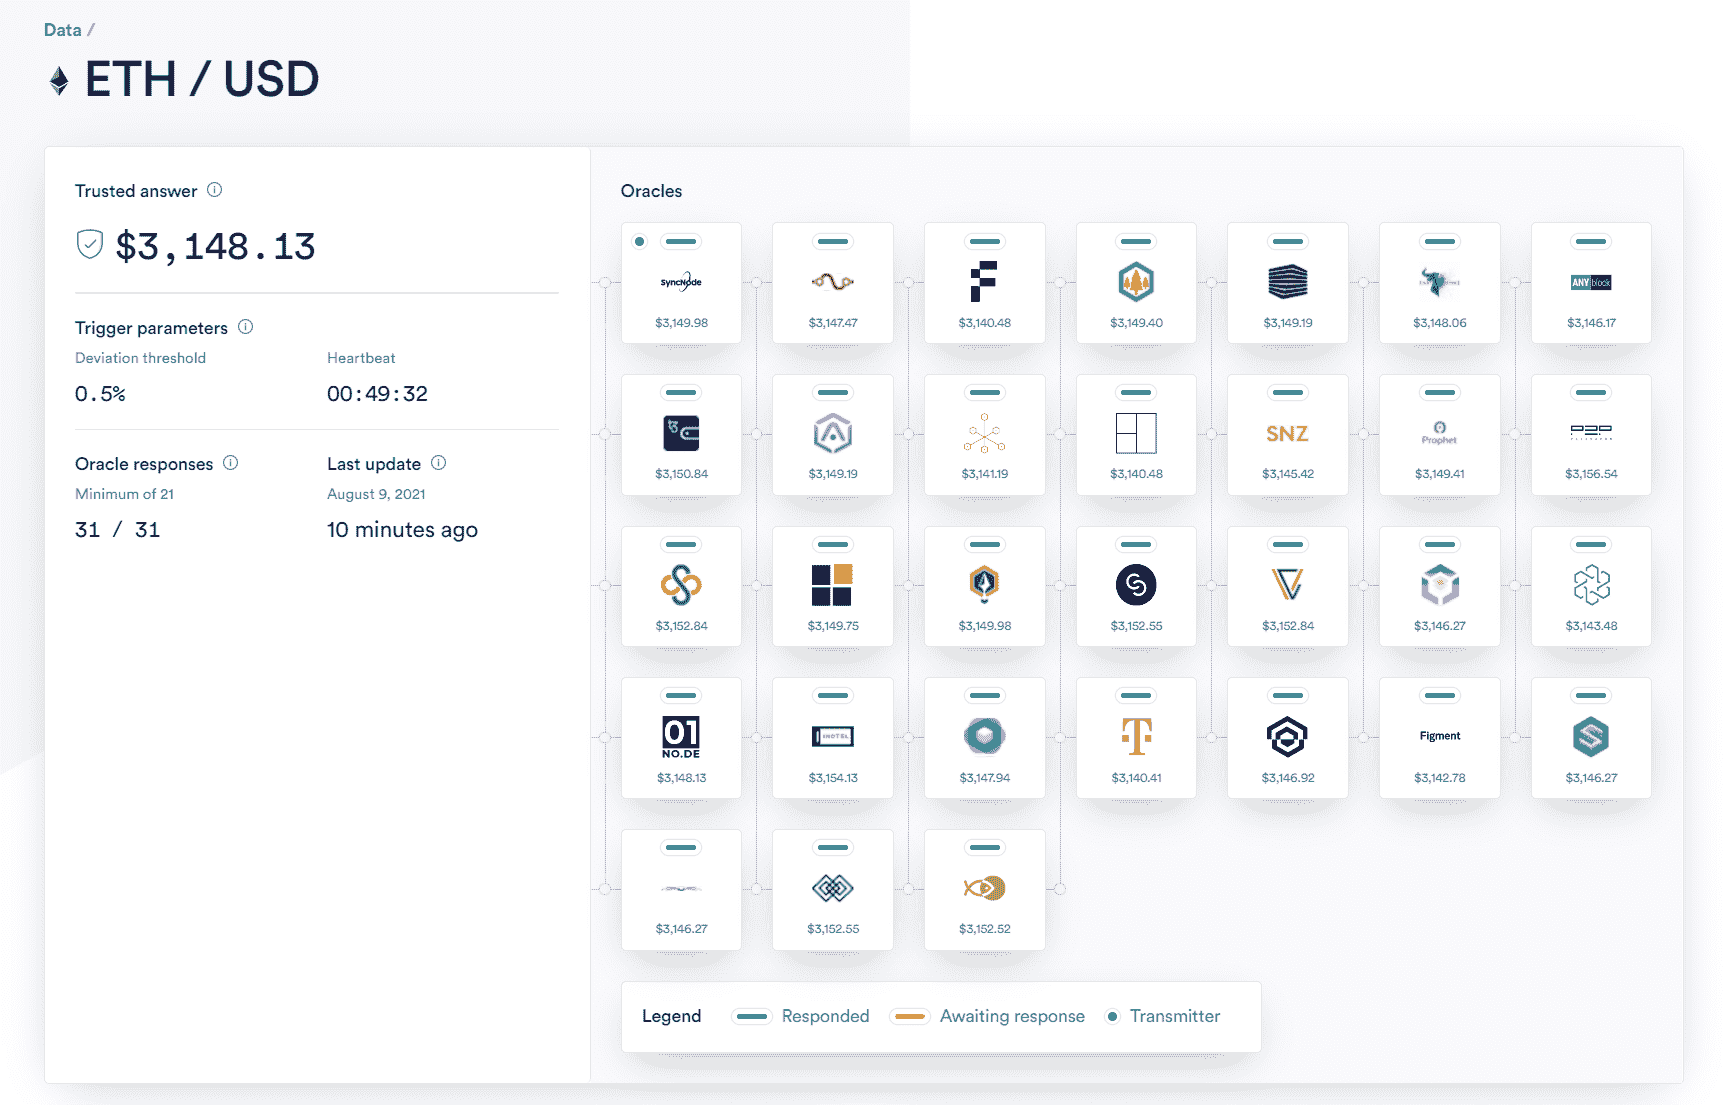 Data /
ETH / USD
Trusted answer
$3,148.13
Trigger parameters
Deviation threshold
Heartbeat
0.5%
00:49:32
Oracle responses
Last update
Minimum of 21
August 9, 2021
31 / 31
10 minutes ago
Oracles
SyncNode
ANYblock
$3,149.98
$3,147.47
$3,140.48
$3,149.40
$3,149.19
$3,148.06
$3,146.17
SNZ
Prophet
P2P
$3,150.84
$3,149.19
$3,141.19
$3,140.48
$3,145.42
$3,149.41
$3,156.54
$3,152.84
$3,149.75
$3,149.98
$3,152.55
$3,152.84
$3,146.27
$3,143.48
01
NO.DE
T
Figment
$3,148.13
$3,154.13
$3,147.94
$3,140.41
$3,146.92
$3,142.78
$3,146.27
$3,146.27
$3,152.55
$3,152.52
Legend
Responded
Awaiting response
Transmitter